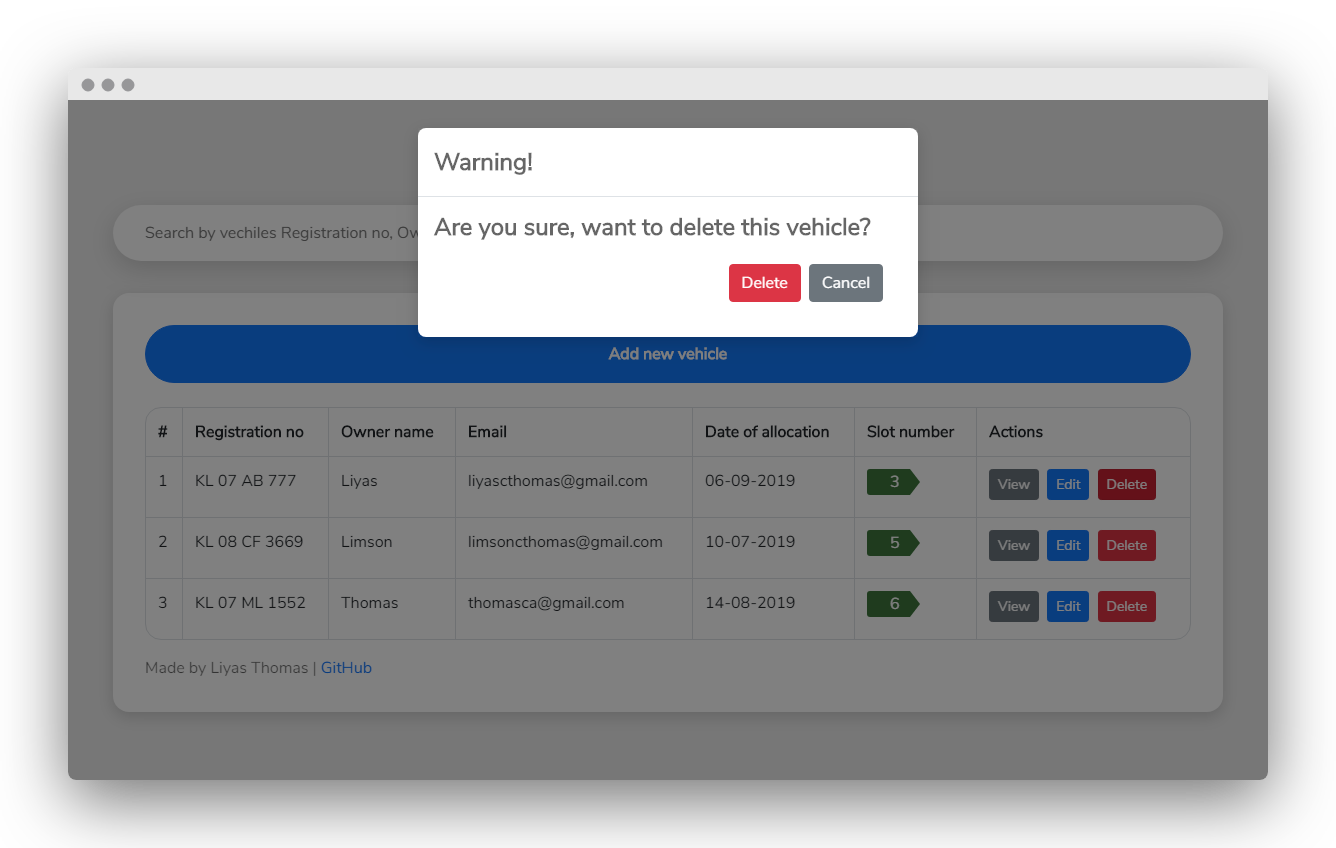 Warning!
Are you sure, want to delete this vehicle?
Delete Cancel
Search by vechiles Registration no, Ow
Add new vehicle
# Registration no Owner name Email Date of allocation Slot number Actions
1 KL 07 AB 777 Liyas liyascthomas@gmail.com 06-09-2019 3 View Edit Delete
2 KL 08 CF 3669 Limson limsoncthomas@gmail.com 10-07-2019 5 View Edit Delete
3 KL 07 ML 1552 Thomas thomasca@gmail.com 14-08-2019 6 View Edit Delete
Made by Liyas Thomas | GitHub